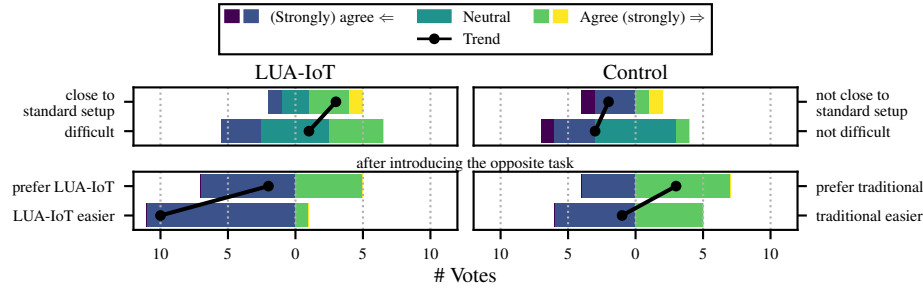 (Strongly) agree ⇐ Neutral Agree (strongly) ⇒
Trend
LUA-IoT Control
close to
standard setup
difficult
not close to
standard setup
not difficult
after introducing the opposite task
prefer LUA-IoT
LUA-IoT easier
prefer traditional
traditional easier
10 5 0 5 10 10 5 0 5 10
# Votes